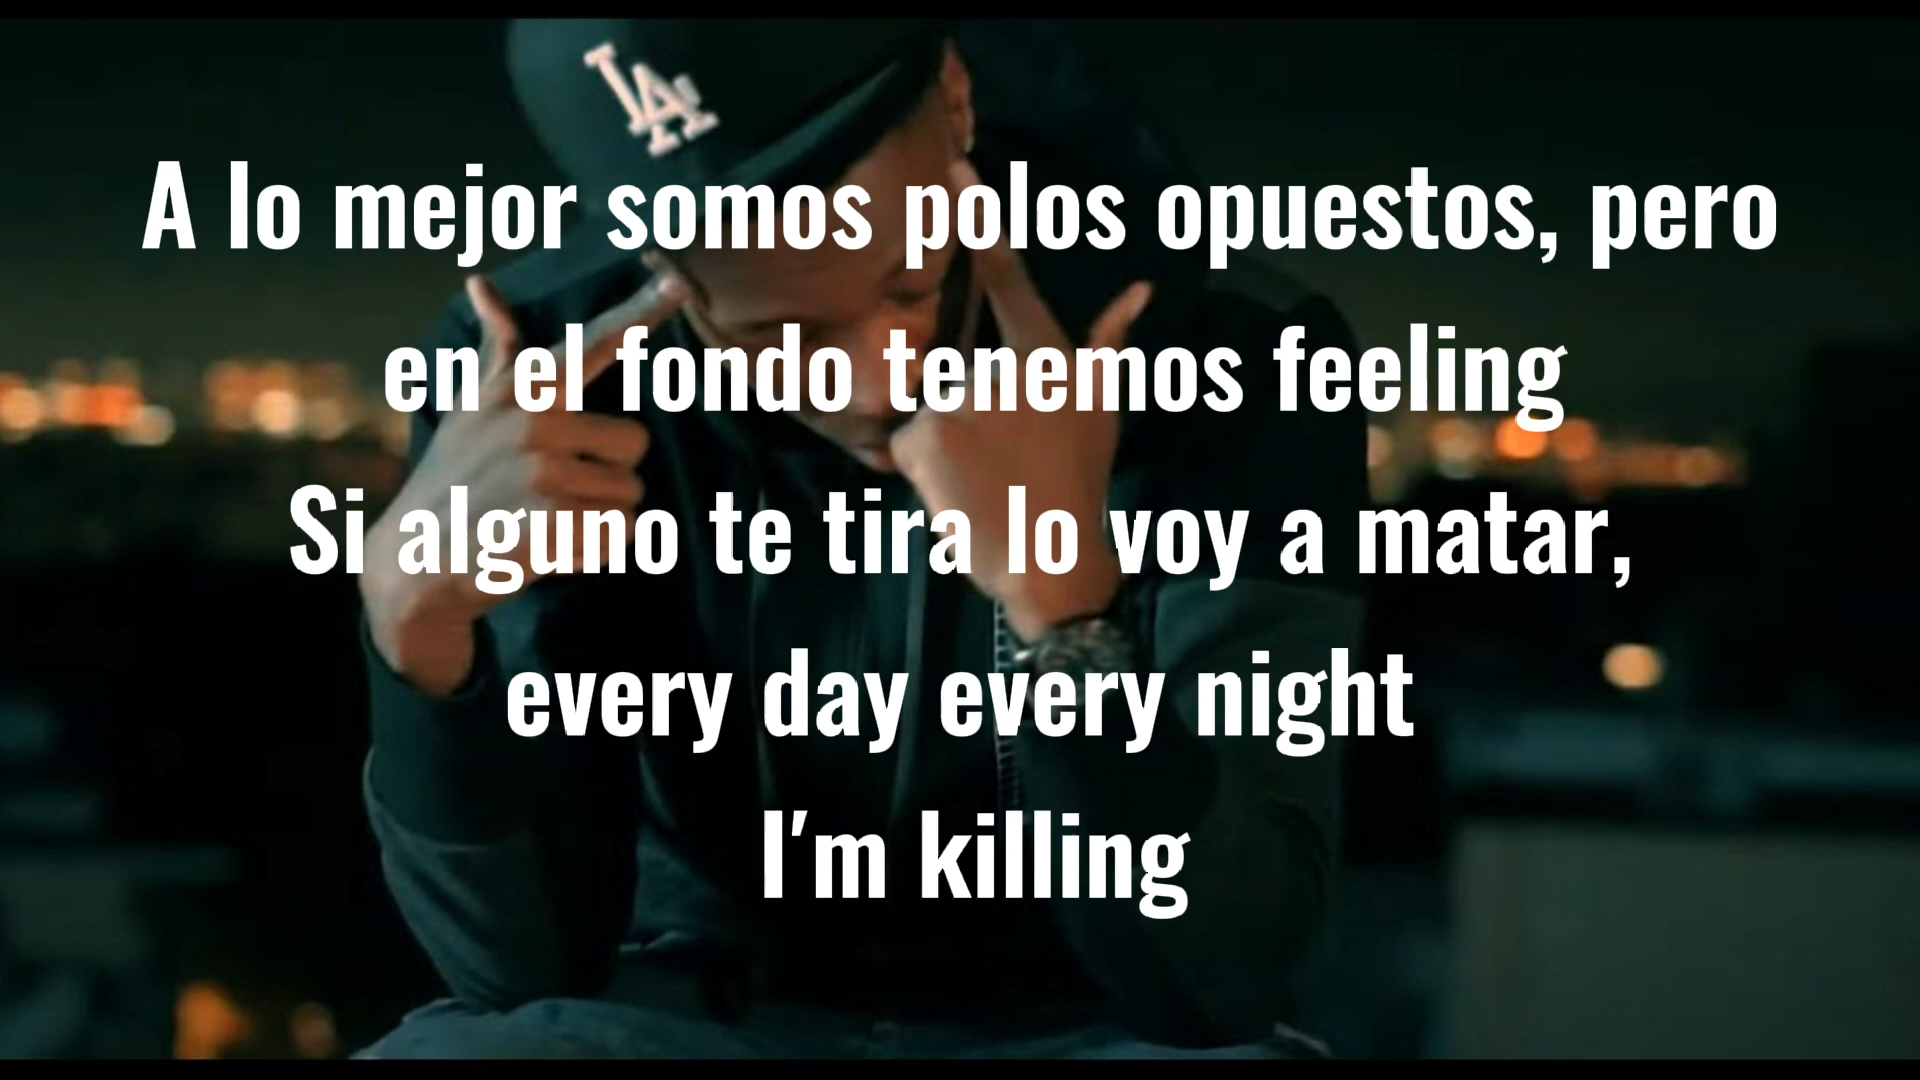 LA
A lo mejor somos polos opuestos, pero
en el fondo tenemos feeling
Si alguno te tira lo voy a matar,
every day every night
I'm killing